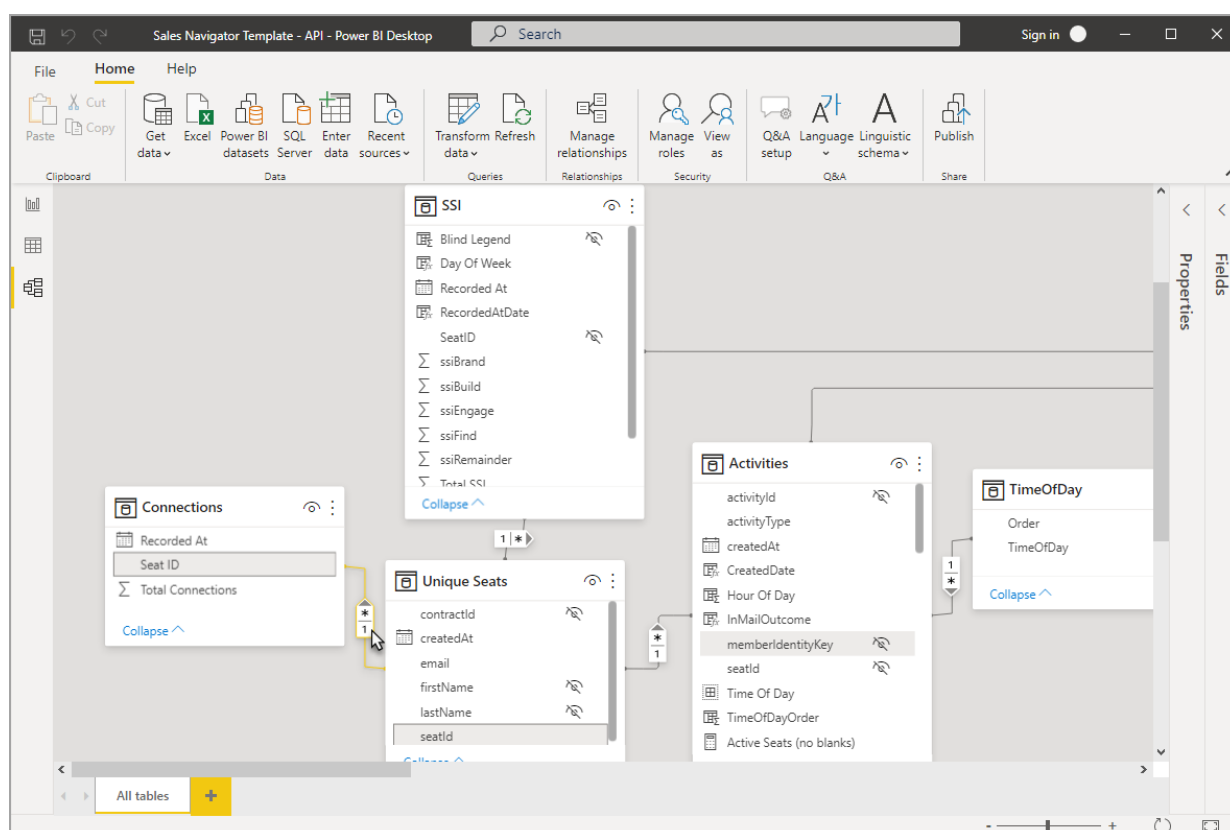 Sales Navigator Template - API - Power BI Desktop
Search
Sign in
File Home Help
Paste
Cut
Copy
Get data
Excel
Power BI datasets
SQL Server
Enter data
Recent sources
Transform data
Refresh
Manage relationships
Manage roles
View as
Q&A setup
Language
Linguistic schema
Publish
Clipboard
Data
Queries
Relationships
Security
Q&A
Share
SSI
Blind Legend
Day Of Week
Recorded At
RecordedAtDate
SeatID
ssiBrand
ssiBuild
ssiEngage
ssiFind
ssiRemainder
Total SSI
Collapse
1 *
Connections
Recorded At
Seat ID
Total Connections
Collapse
*
1
Unique Seats
contractId
createdAt
email
firstName
lastName
seatId
Collapse
*
1
Activities
activityId
activityType
createdAt
CreatedDate
Hour Of Day
InMailOutcome
memberIdentityKey
seatId
Time Of Day
TimeOfDayOrder
Active Seats (no blanks)
1
*
TimeOfDay
Order
TimeOfDay
Collapse
Properties
Fields
All tables